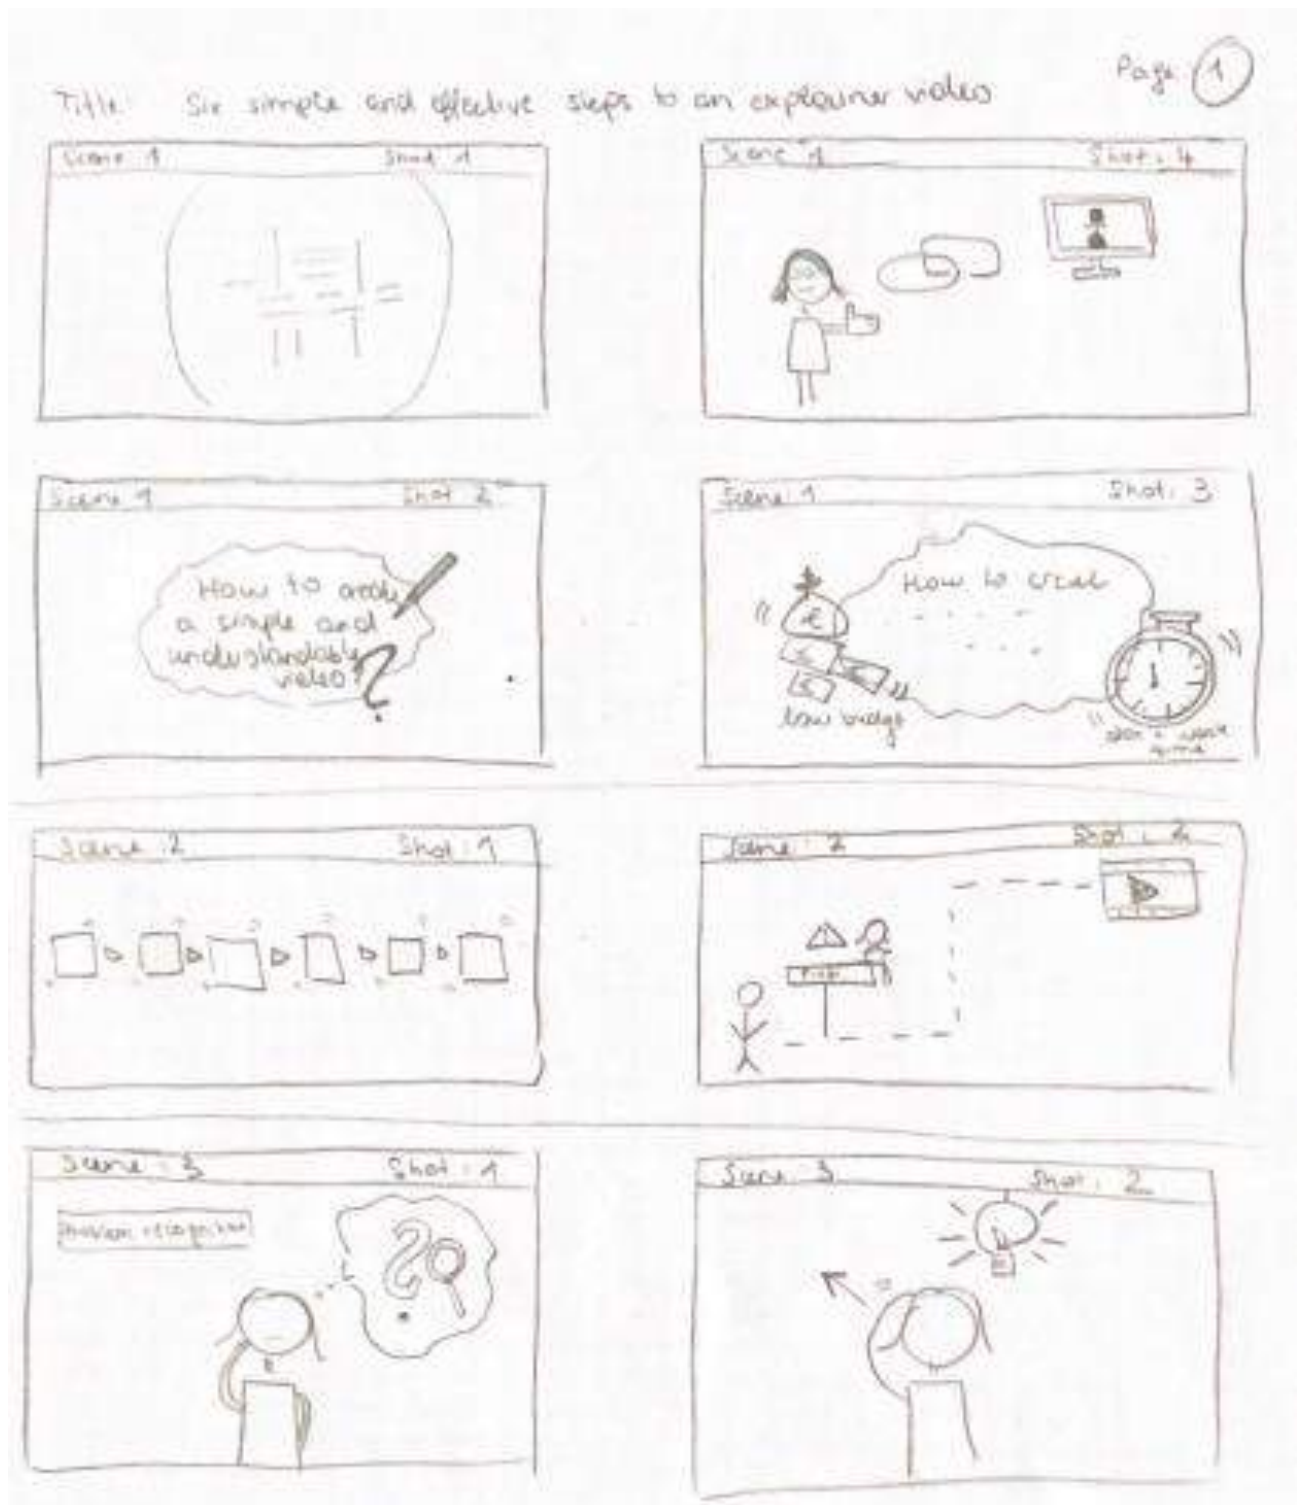 Page 1
Title: Six simple and effective steps to an explainer video
Scene 1 Shot 1
Scene 1 Shot: 4
Scene 1 Shot 2
How to create
a simple and
understandable
video?
Scene: 1 Shot: 3
How to creat
€
low budge
time
Scene: 2 Shot: 1
Scene: 2 Shot: 2
Scene: 3 Shot: 1
Problem recognition
Scene: 3 Shot: 2